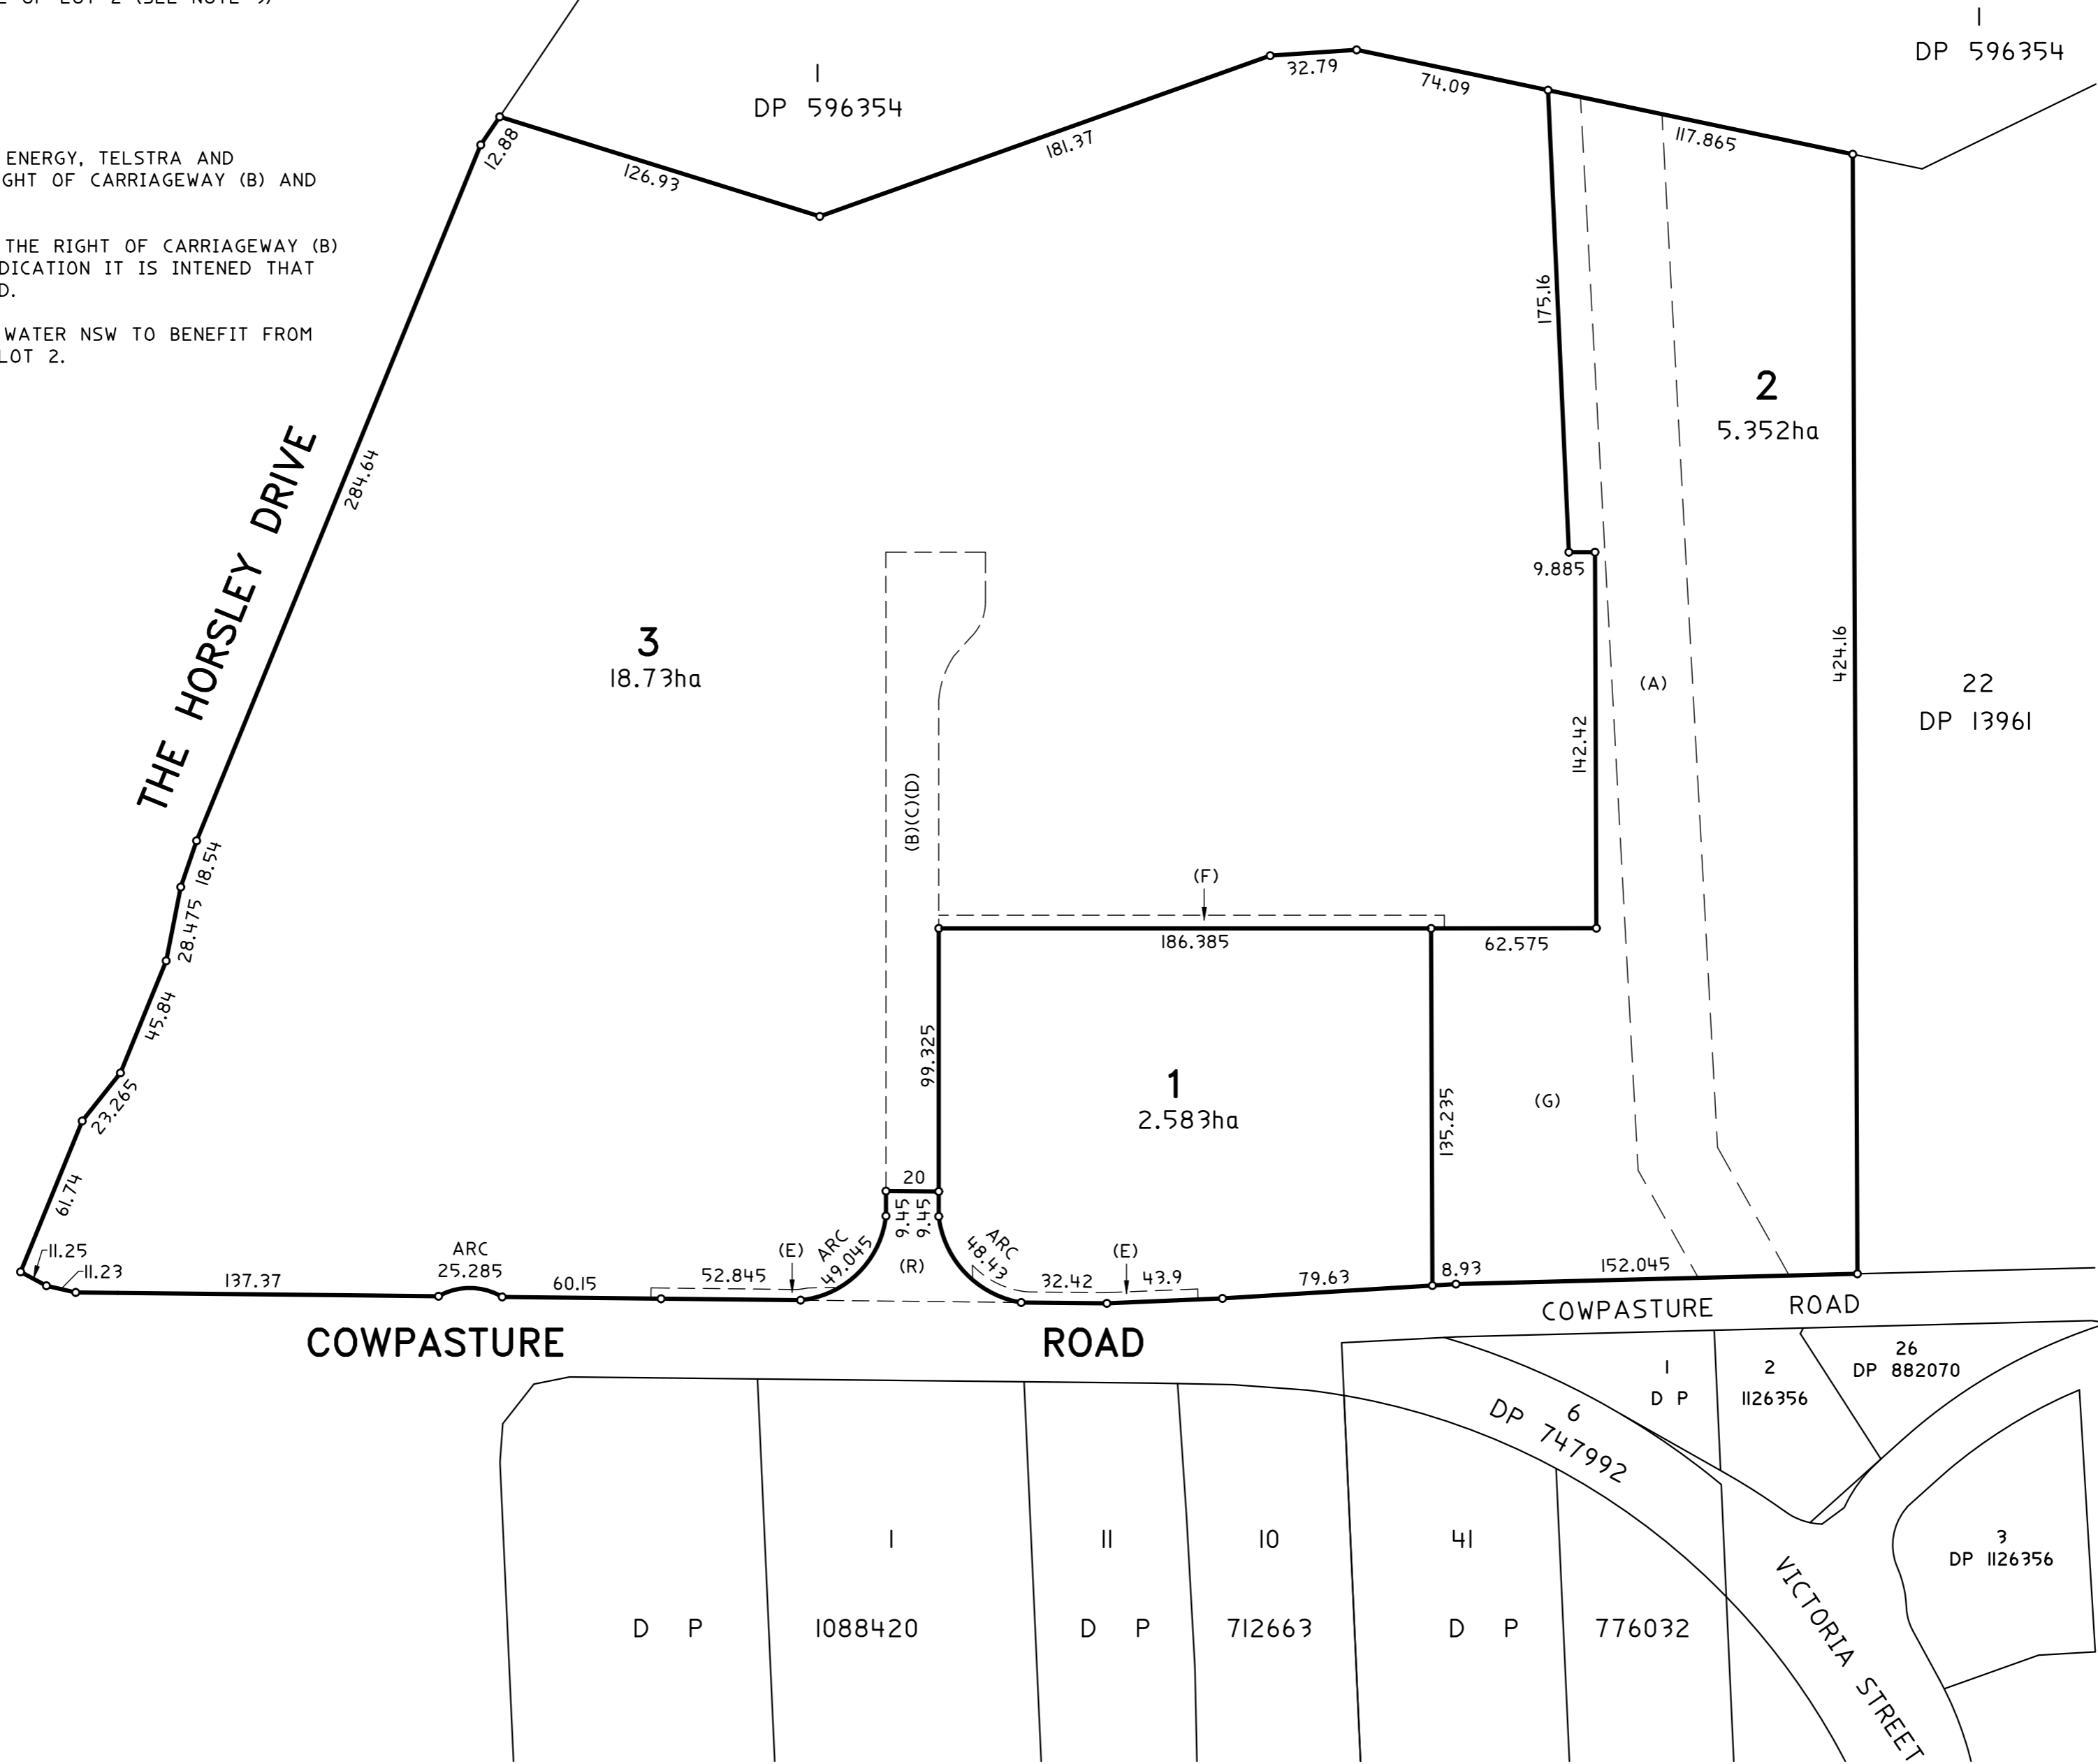 E OF LOT 2 (SEE NOTE 3)
1
DP 596354
1
DP 596354
ENERGY, TELSTRA AND
GHT OF CARRIAGEWAY (B) AND
THE RIGHT OF CARRIAGEWAY (B)
DICATION IT IS INTENED THAT
D.
WATER NSW TO BENEFIT FROM
LOT 2.
12.88
126.93
181.37
32.79
74.09
117.865
175.16
2
5.352ha
THE HORSLEY DRIVE
284.64
9.885
3
18.73ha
424.16
(A)
22
DP 13961
142.42
(B)(C)(D)
18.54
(F)
28.475
186.385
62.575
45.84
99.325
1
2.583ha
(G)
23.265
135.235
61.74
20
9.45
9.45
11.25
11.23
137.37
ARC
25.285
60.15
52.845
(E)
ARC
49.045
(R)
ARC
48.43
32.42
(E)
43.9
79.63
8.93
152.045
COWPASTURE ROAD
COWPASTURE ROAD
1
D P
2
1126356
26
DP 882070
6
DP 747992
3
DP 1126356
1
11
10
41
D P 1088420
D P 712663
D P 776032
VICTORIA STREET